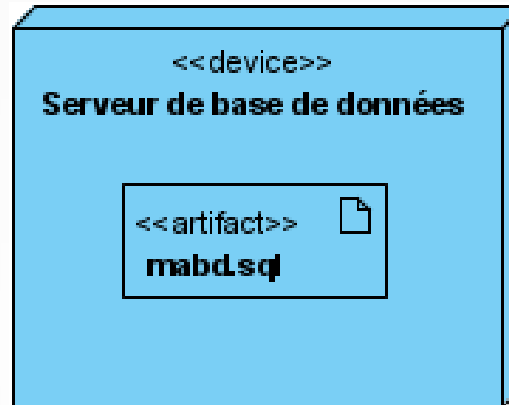 <<device>>
Serveur de base de données
<<artifact>>
mabd.sql